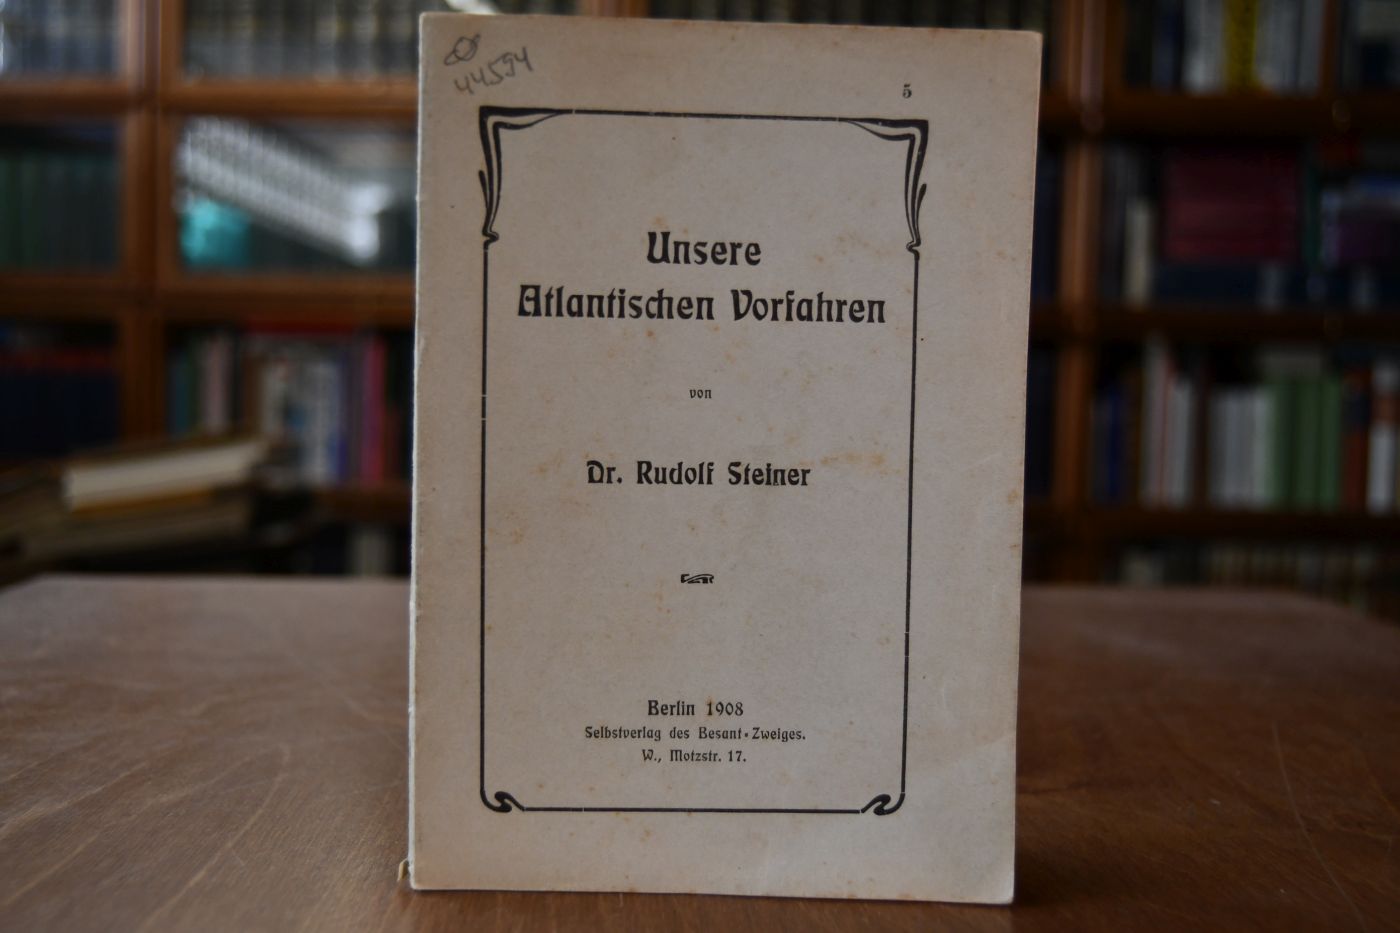 44594
5
Unsere
Atlantischen Vorfahren
von
Dr. Rudolf Steiner
Berlin 1908
Selbstverlag des Besant-Zweiges.
W., Motzstr. 17.